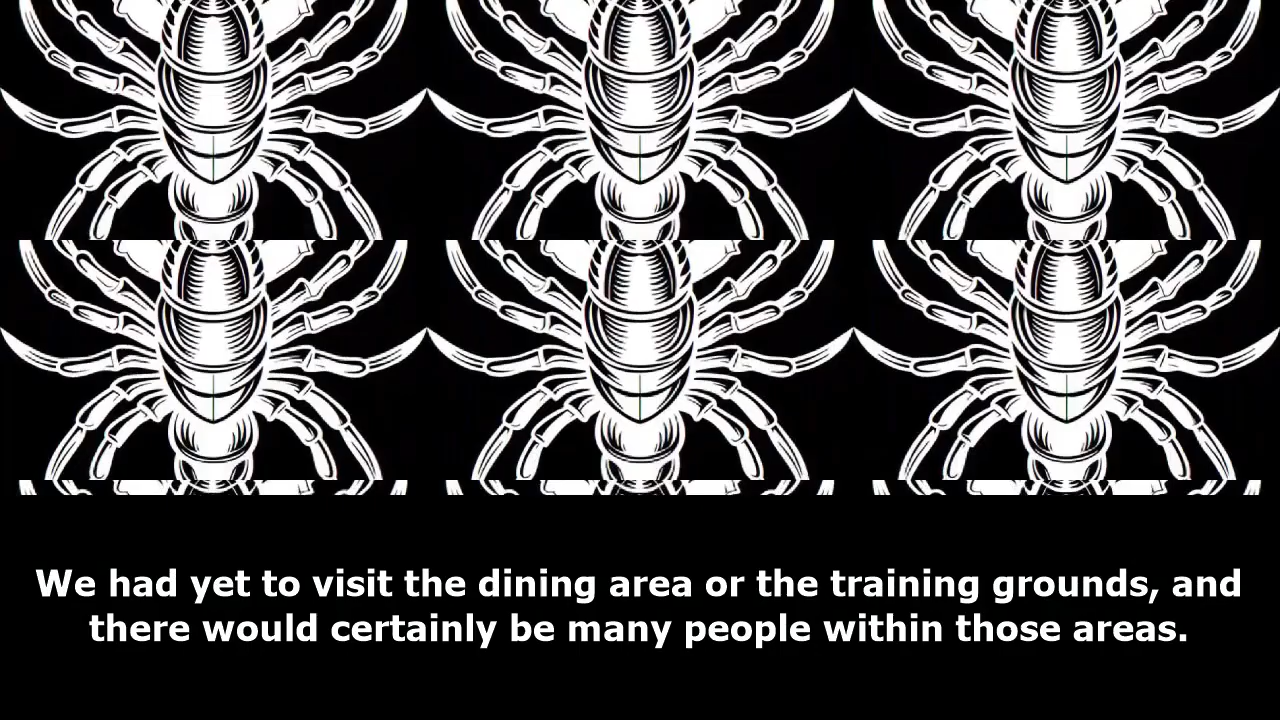 We had yet to visit the dining area or the training grounds, and
there would certainly be many people within those areas.